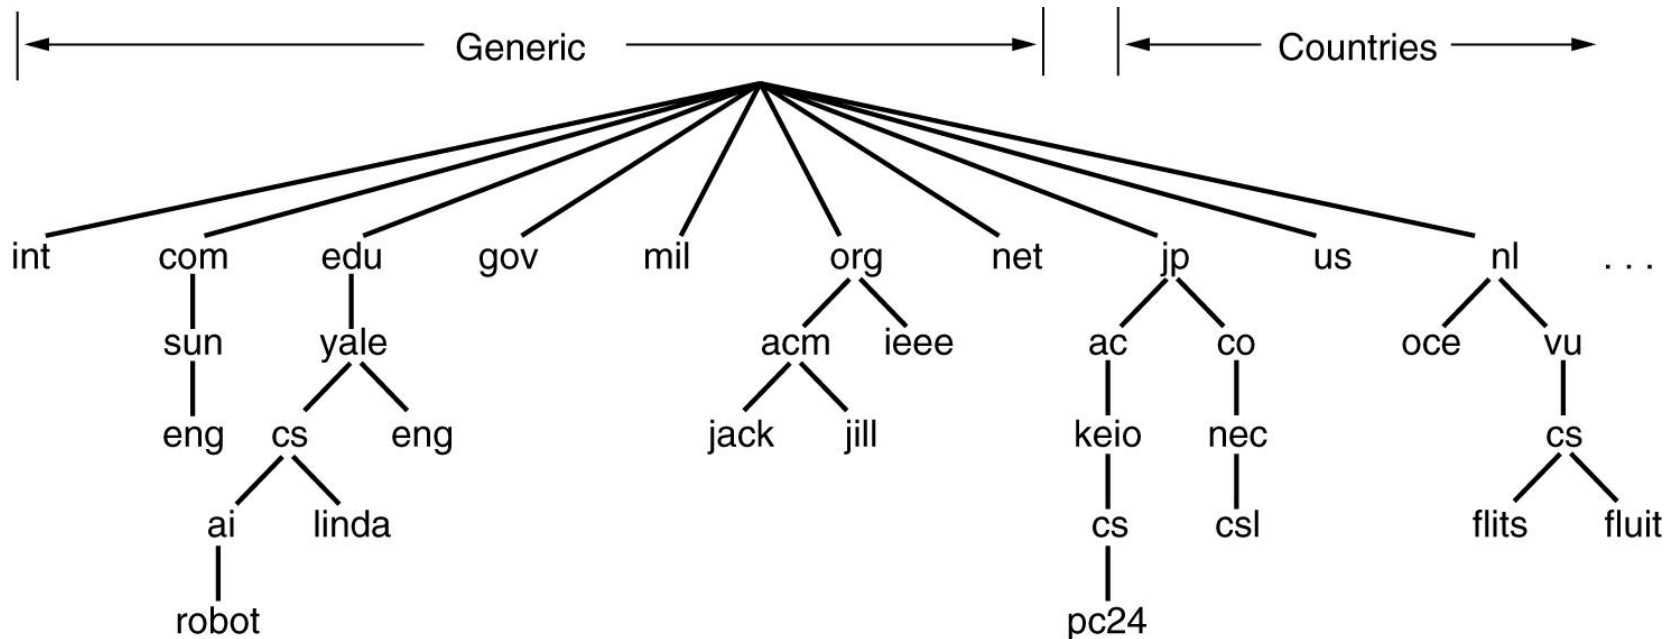 Generic Countries
int com edu gov mil org net jp us nl . . .
sun yale acm ieee ac co oce vu
eng cs eng jack jill keio nec cs
ai linda cs csl flits fluit
robot pc24